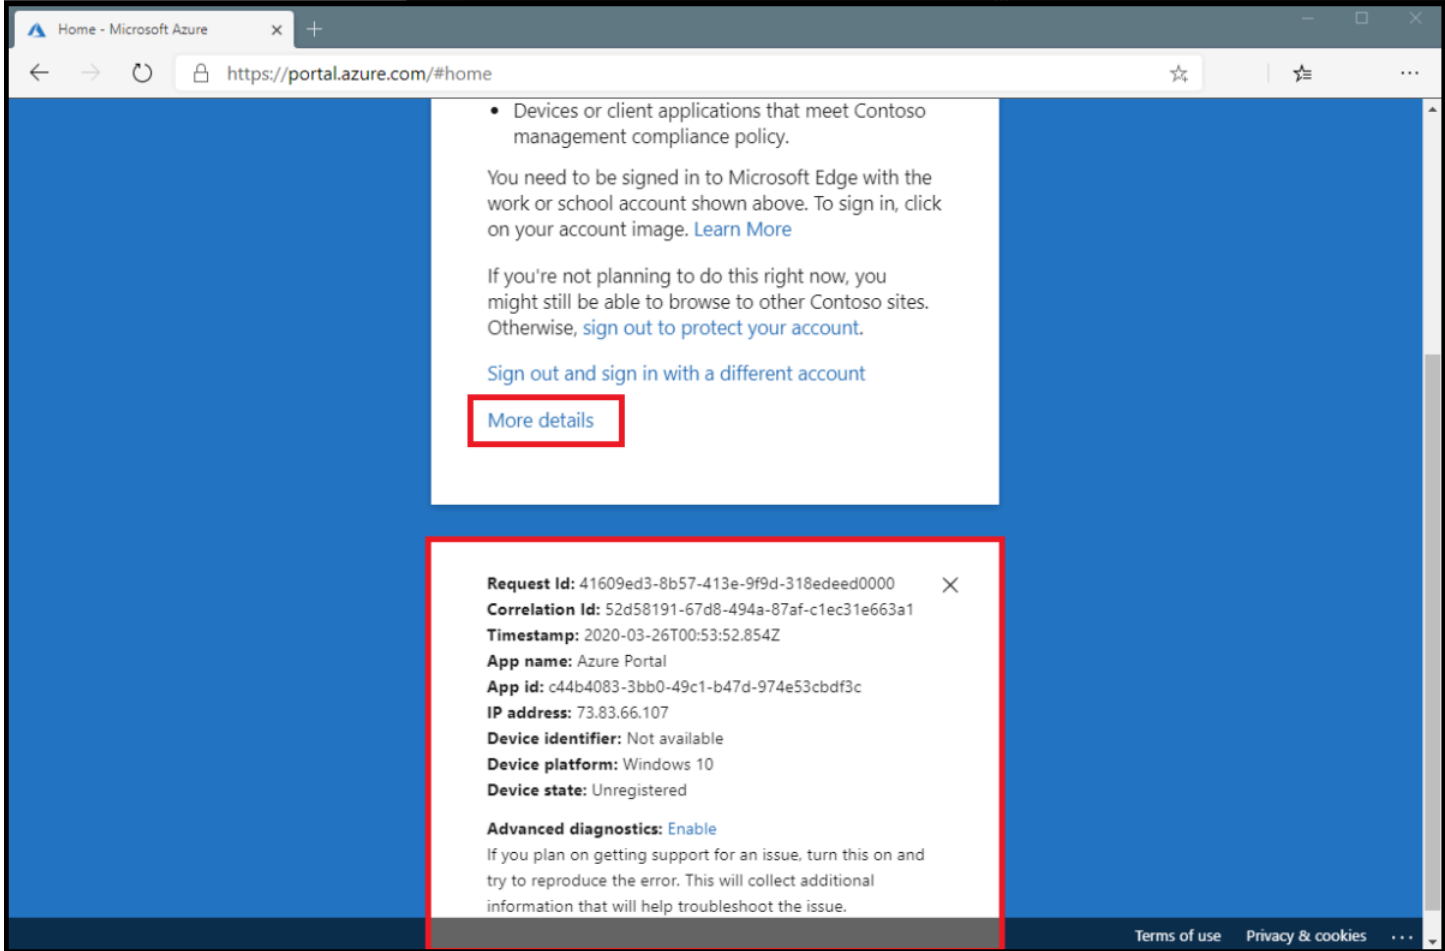 Home - Microsoft Azure
https://portal.azure.com/#home
• Devices or client applications that meet Contoso
management compliance policy.
You need to be signed in to Microsoft Edge with the
work or school account shown above. To sign in, click
on your account image. Learn More
If you're not planning to do this right now, you
might still be able to browse to other Contoso sites.
Otherwise, sign out to protect your account.
Sign out and sign in with a different account
More details
Request Id: 41609ed3-8b57-413e-9f9d-318edeed0000
Correlation Id: 52d58191-67d8-494a-87af-c1ec31e663a1
Timestamp: 2020-03-26T00:53:52.854Z
App name: Azure Portal
App id: c44b4083-3bb0-49c1-b47d-974e53cbdf3c
IP address: 73.83.66.107
Device identifier: Not available
Device platform: Windows 10
Device state: Unregistered
Advanced diagnostics: Enable
If you plan on getting support for an issue, turn this on and
try to reproduce the error. This will collect additional
information that will help troubleshoot the issue.
Terms of use Privacy & cookies ...